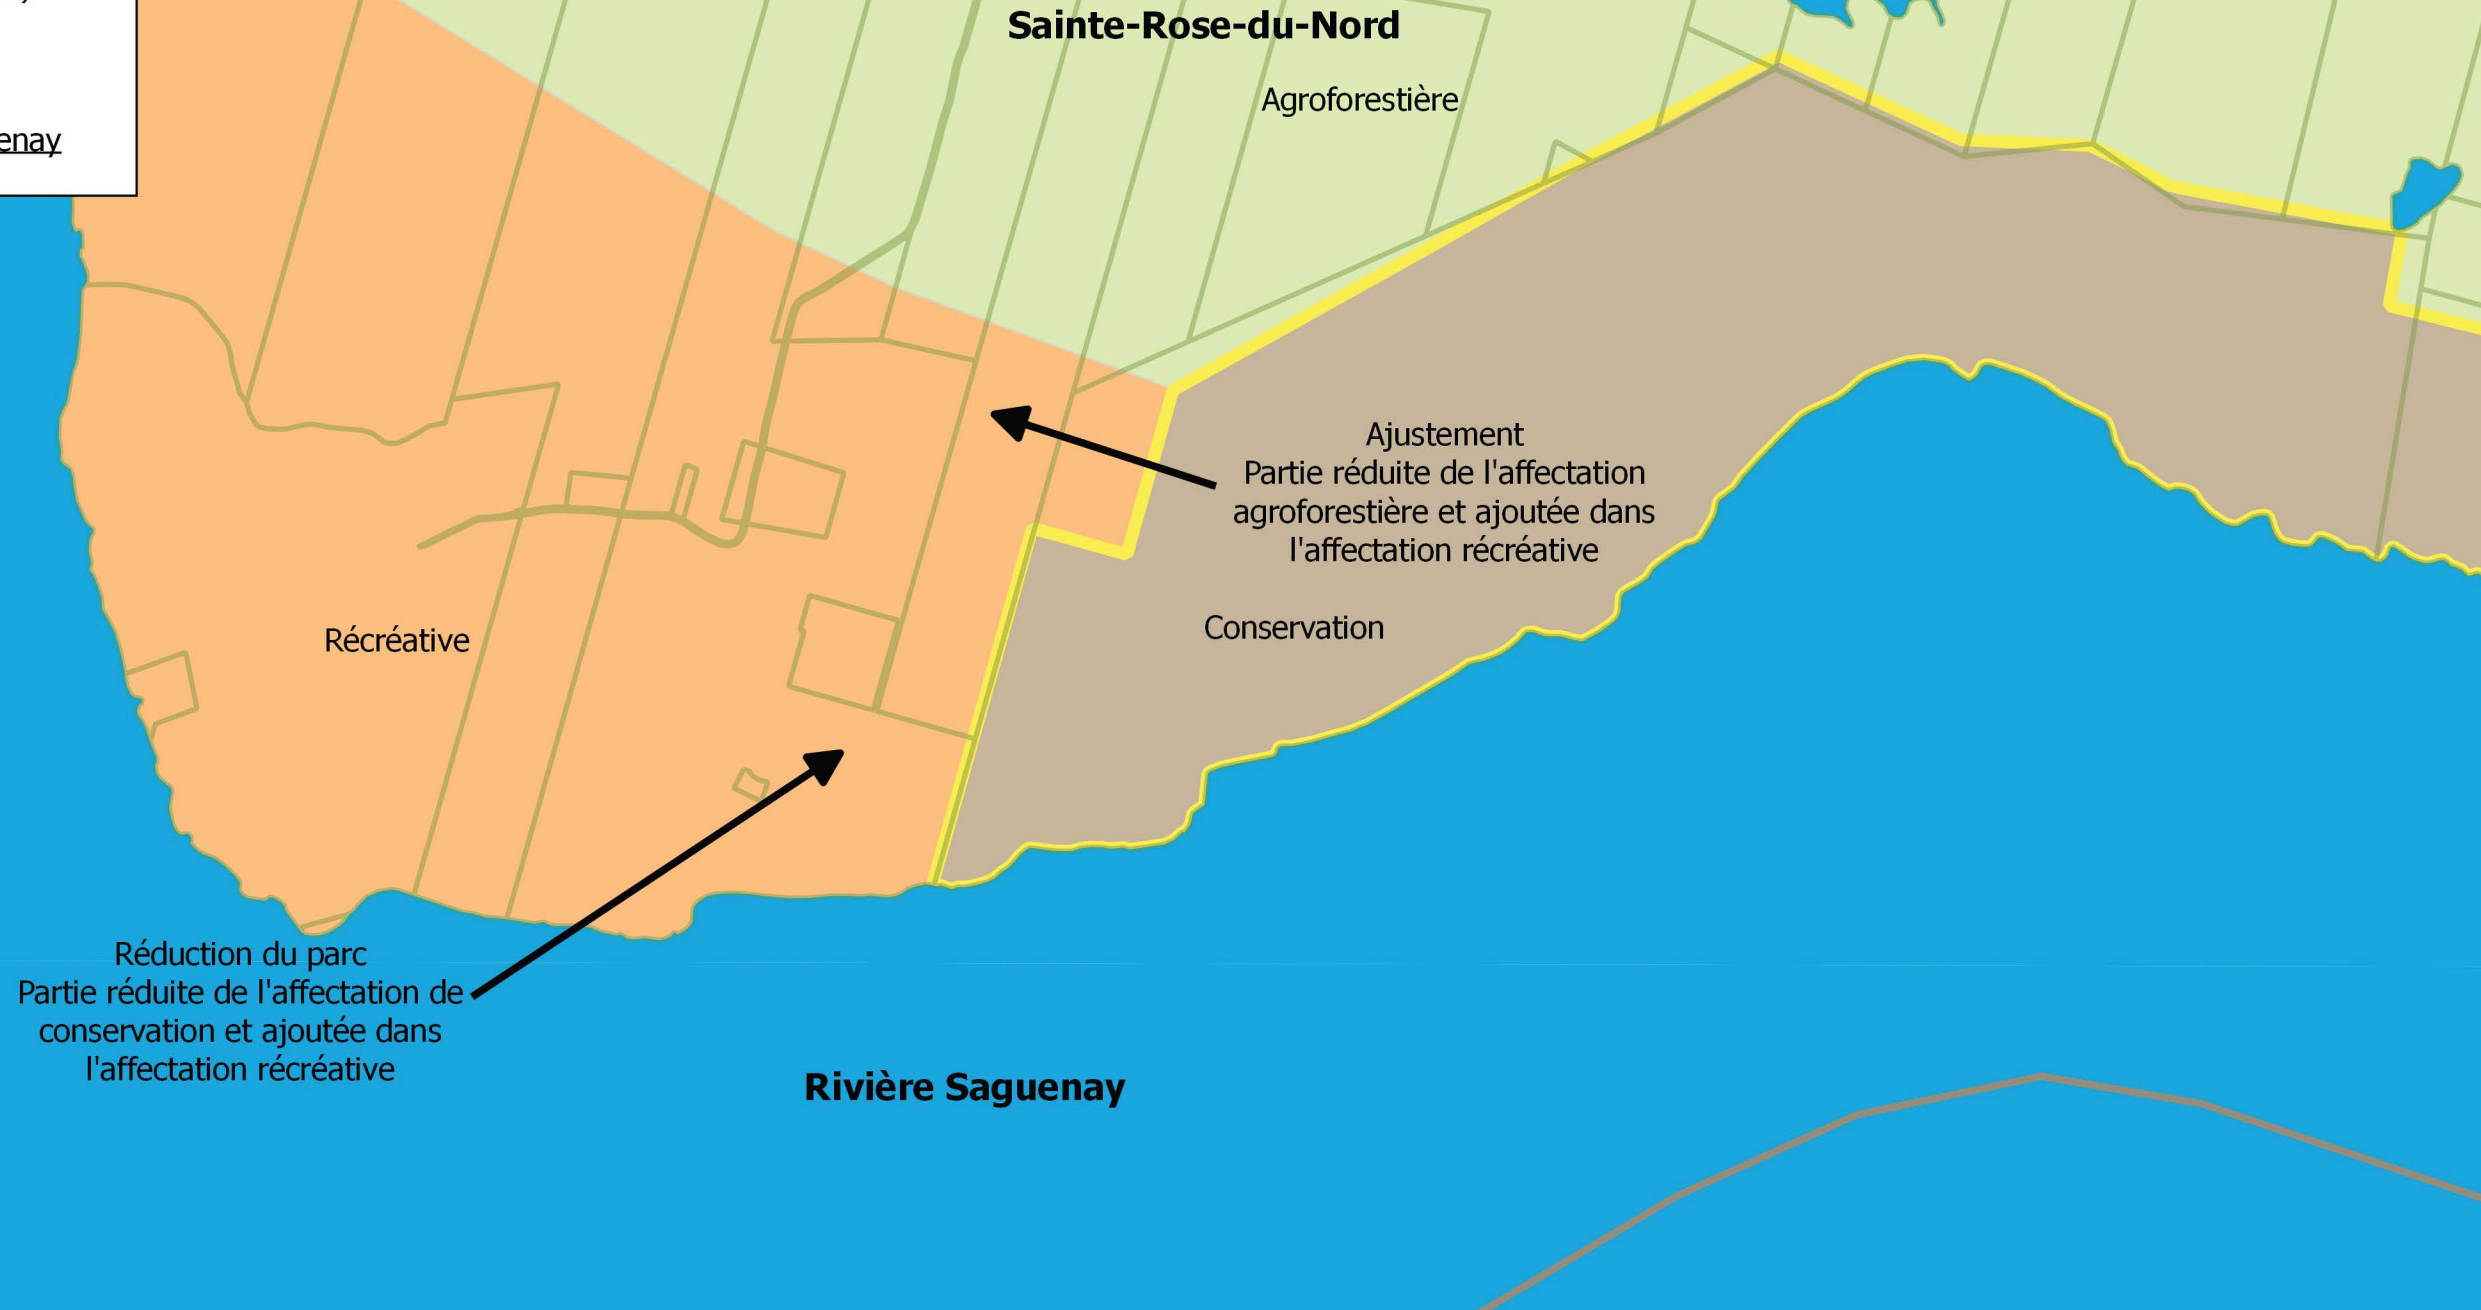 Sainte-Rose-du-Nord
Agroforestière
enay
Ajustement
Partie réduite de l'affectation
agroforestière et ajoutée dans
l'affectation récréative
Conservation
Récréative
Réduction du parc
Partie réduite de l'affectation de
conservation et ajoutée dans
l'affectation récréative
Rivière Saguenay